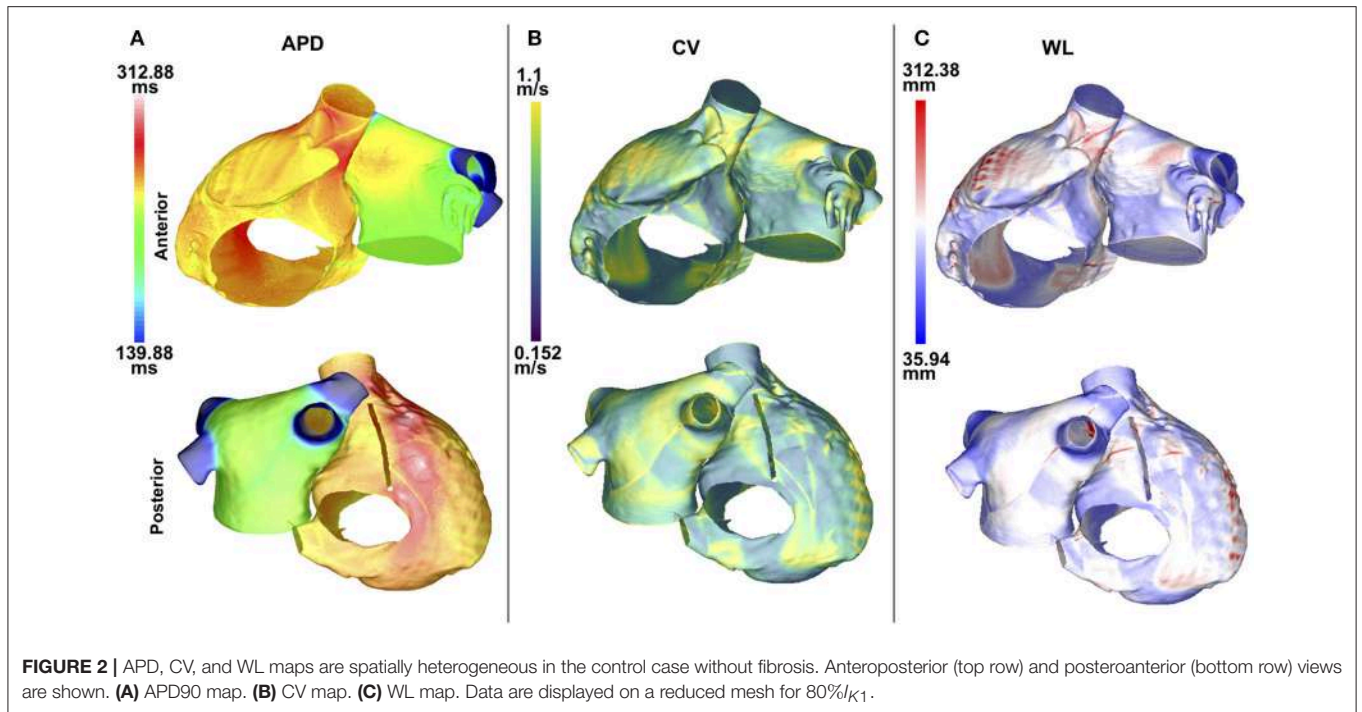 A
APD
312.88
ms
139.88
ms
Anterior
Posterior
B
CV
1.1
m/s
0.152
m/s
C
WL
312.38
mm
35.94
mm
FIGURE 2 | APD, CV, and WL maps are spatially heterogeneous in the control case without fibrosis. Anteroposterior (top row) and posteroanterior (bottom row) views
are shown. (A) APD90 map. (B) CV map. (C) WL map. Data are displayed on a reduced mesh for 80%IK1.